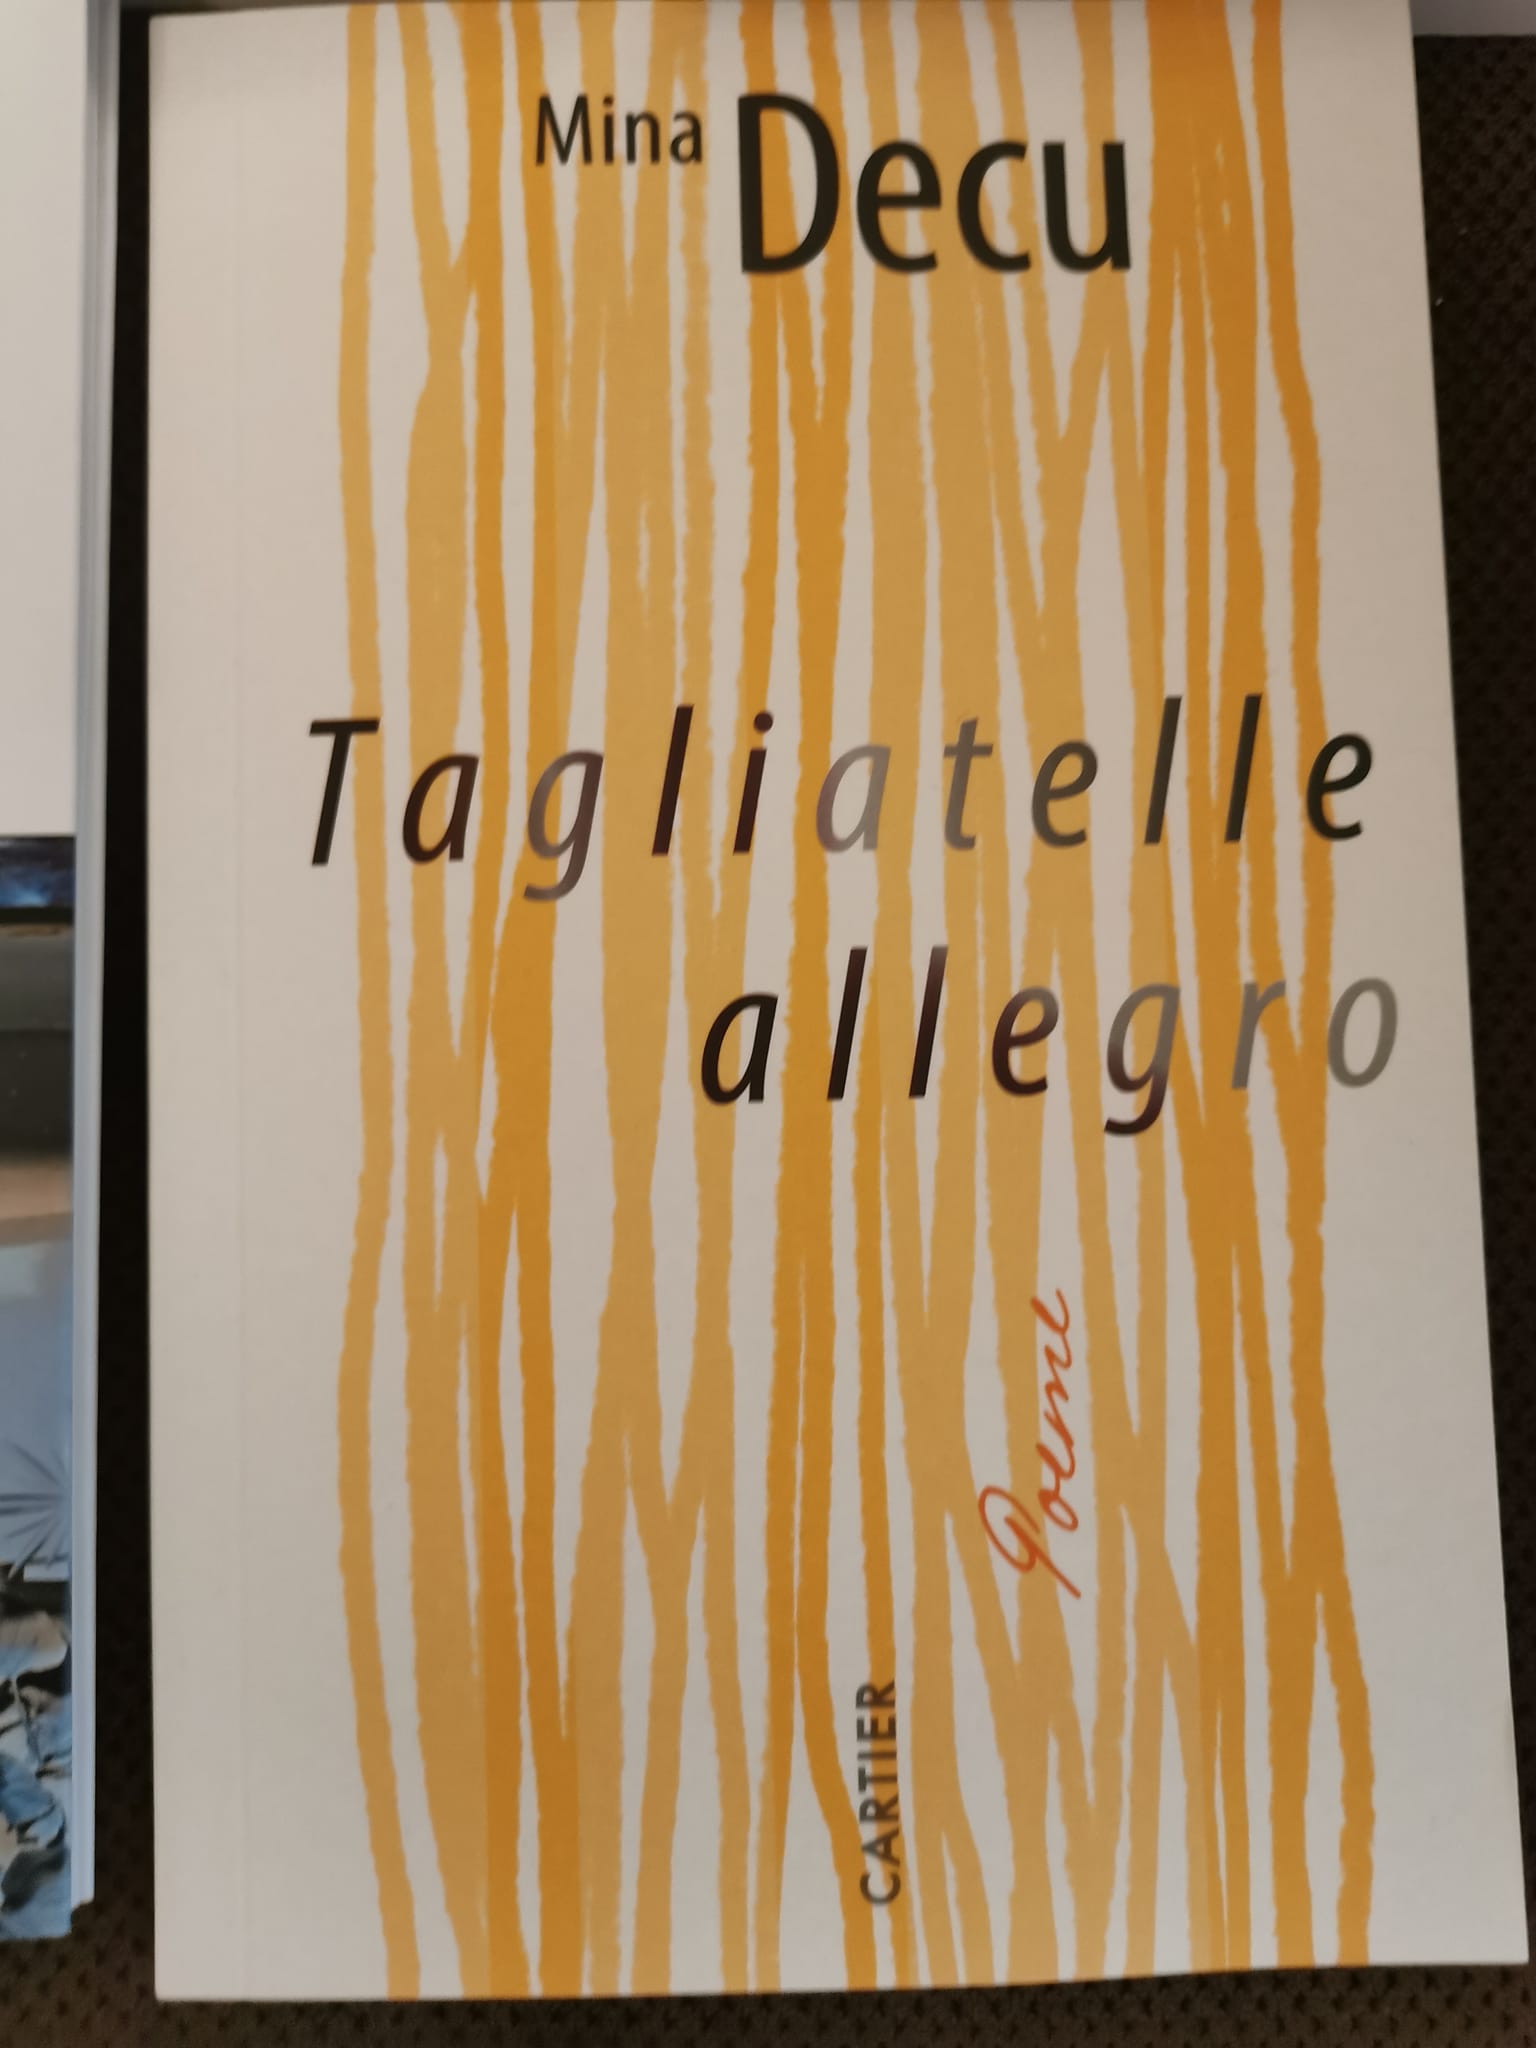 Mina Decu
Tagliatelle
allegro
Poeme
CARTIER